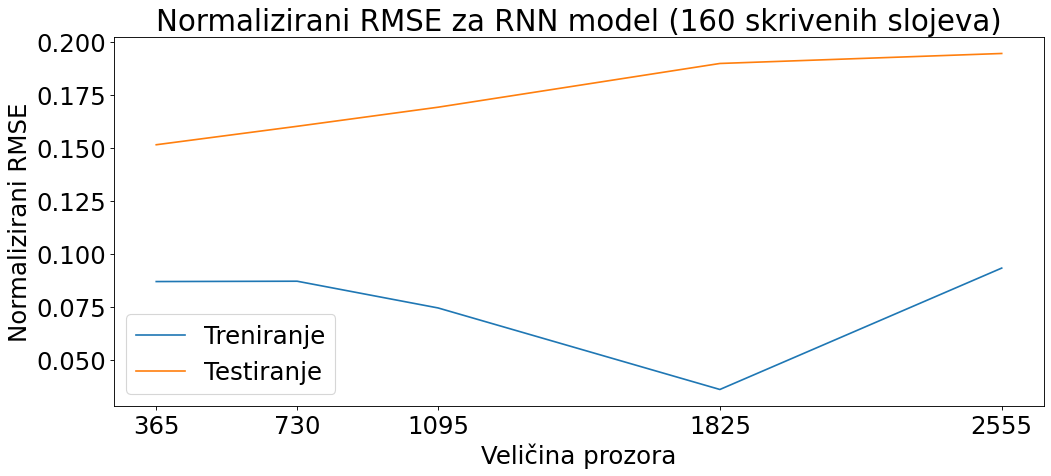 Normalizirani RMSE za RNN model (160 skrivenih slojeva)
Normalizirani RMSE
0.200
0.175
0.150
0.125
0.100
0.075
0.050
Treniranje
Testiranje
365 730 1095 1825 2555
Veličina prozora